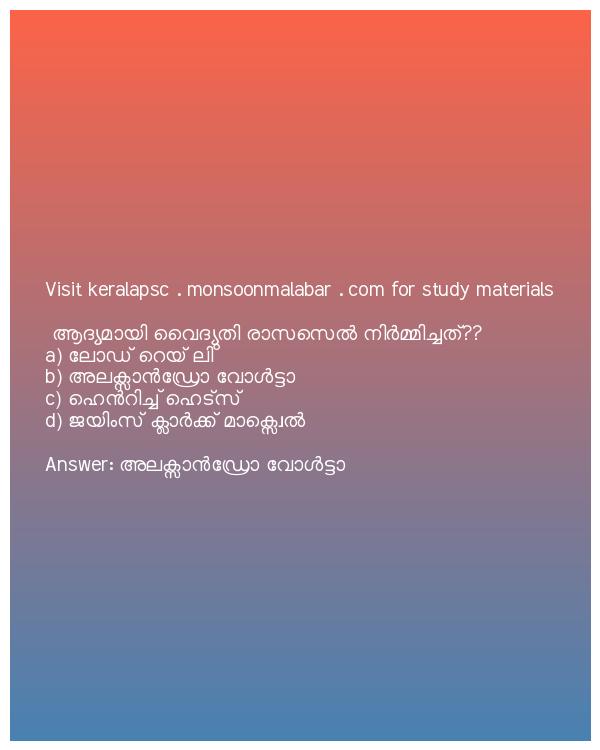 Visit keralapsc . monsoonmalabar . com for study materials
ആദ്യമായി വൈദ്യുതി രാസസെൽ നിർമ്മിച്ചത്??
a) ലോഡ് റെയ് ലി
b) അലക്സാൻഡ്രോ വോൾട്ടാ
c) ഹെൻറിച്ച് ഹെട്സ്
d) ജയിംസ് ക്ലാർക്ക് മാക്സ്വെൽ
Answer: അലക്സാൻഡ്രോ വോൾട്ടാ